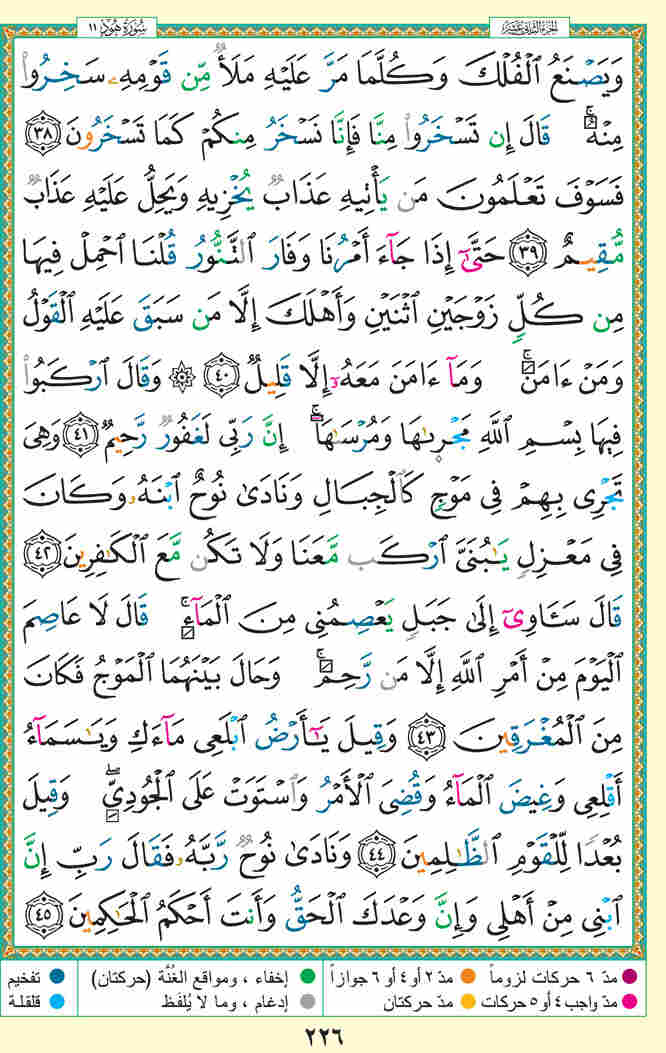 سُورَةُ هُودٍ ١١
الجزء الثاني عشر
وَيَصْنَعُ ٱلْفُلْكَ وَكُلَّمَا مَرَّ عَلَيْهِ مَلَأٌ مِّن قَوْمِهِۦ سَخِرُوا۟
مِنْهُ ۚ قَالَ إِن تَسْخَرُوا۟ مِنَّا فَإِنَّا نَسْخَرُ مِنكُمْ كَمَا تَسْخَرُونَ ٣٨
فَسَوْفَ تَعْلَمُونَ مَن يَأْتِيهِ عَذَابٌ يُخْزِيهِ وَيَحِلُّ عَلَيْهِ عَذَابٌ
مُّقِيمٌ ٣٩ حَتَّىٰٓ إِذَا جَآءَ أَمْرُنَا وَفَارَ ٱلتَّنُّورُ قُلْنَا ٱحْمِلْ فِيهَا
مِن كُلٍّ زَوْجَيْنِ ٱثْنَيْنِ وَأَهْلَكَ إِلَّا مَن سَبَقَ عَلَيْهِ ٱلْقَوْلُ
وَمَنْ ءَامَنَ ۚ وَمَآ ءَامَنَ مَعَهُۥٓ إِلَّا قَلِيلٌ ٤٠ ۞ وَقَالَ ٱرْكَبُوا۟
فِيهَا بِسْمِ ٱللَّهِ مَجْر۪ىٰهَا وَمُرْسَىٰهَآ ۚ إِنَّ رَبِّى لَغَفُورٌ رَّحِيمٌ ٤١ وَهِىَ
تَجْرِى بِهِمْ فِى مَوْجٍ كَٱلْجِبَالِ وَنَادَىٰ نُوحٌ ٱبْنَهُۥ وَكَانَ
فِى مَعْزِلٍ يَـٰبُنَىَّ ٱرْكَب مَّعَنَا وَلَا تَكُن مَّعَ ٱلْكَـٰفِرِينَ ٤٢
قَالَ سَـَٔاوِىٓ إِلَىٰ جَبَلٍ يَعْصِمُنِى مِنَ ٱلْمَآءِ ۚ قَالَ لَا عَاصِمَ
ٱلْيَوْمَ مِنْ أَمْرِ ٱللَّهِ إِلَّا مَن رَّحِمَ ۚ وَحَالَ بَيْنَهُمَا ٱلْمَوْجُ فَكَانَ
مِنَ ٱلْمُغْرَقِينَ ٤٣ وَقِيلَ يَـٰٓأَرْضُ ٱبْلَعِى مَآءَكِ وَيَـٰسَمَآءُ
أَقْلِعِى وَغِيضَ ٱلْمَآءُ وَقُضِىَ ٱلْأَمْرُ وَٱسْتَوَتْ عَلَى ٱلْجُودِىِّ ۖ وَقِيلَ
بُعْدًا لِّلْقَوْمِ ٱلظَّـٰلِمِينَ ٤٤ وَنَادَىٰ نُوحٌ رَّبَّهُۥ فَقَالَ رَبِّ إِنَّ
ٱبْنِى مِنْ أَهْلِى وَإِنَّ وَعْدَكَ ٱلْحَقُّ وَأَنتَ أَحْكَمُ ٱلْحَـٰكِمِينَ ٤٥
مدّ ٦ حركات لزوماً مدّ ٢ أو ٤ أو ٦ جوازاً إخفاء ، ومواقع الغُنَّة (حركتان) تفخيم
مدّ واجب ٤ أو ٥ حركات مدّ حركتان إدغام ، وما لا يُلفَظ قلقلة
٢٢٦